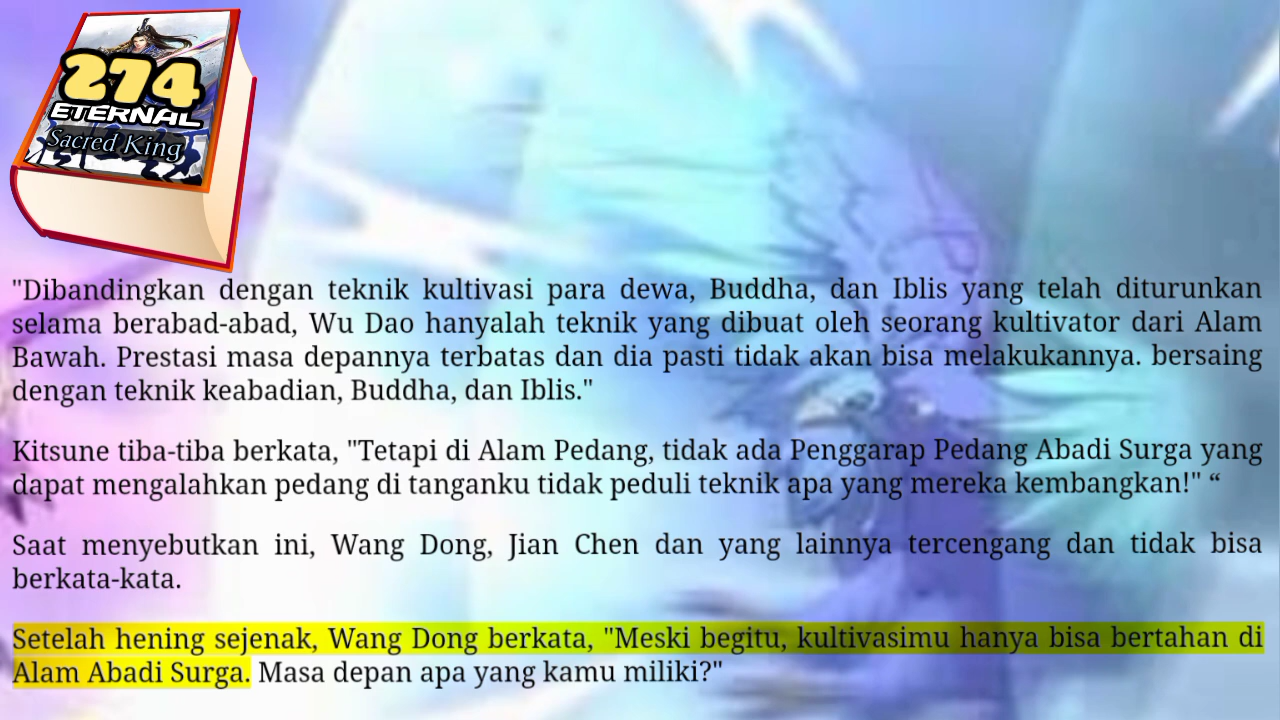 274
ETERNAL
Sacred King
"Dibandingkan dengan teknik kultivasi para dewa, Buddha, dan Iblis yang telah diturunkan
selama berabad-abad, Wu Dao hanyalah teknik yang dibuat oleh seorang kultivator dari Alam
Bawah. Prestasi masa depannya terbatas dan dia pasti tidak akan bisa melakukannya. bersaing
dengan teknik keabadian, Buddha, dan Iblis."
Kitsune tiba-tiba berkata, "Tetapi di Alam Pedang, tidak ada Penggarap Pedang Abadi Surga yang
dapat mengalahkan pedang di tanganku tidak peduli teknik apa yang mereka kembangkan!" “
Saat menyebutkan ini, Wang Dong, Jian Chen dan yang lainnya tercengang dan tidak bisa
berkata-kata.
Setelah hening sejenak, Wang Dong berkata, "Meski begitu, kultivasimu hanya bisa bertahan di
Alam Abadi Surga. Masa depan apa yang kamu miliki?"